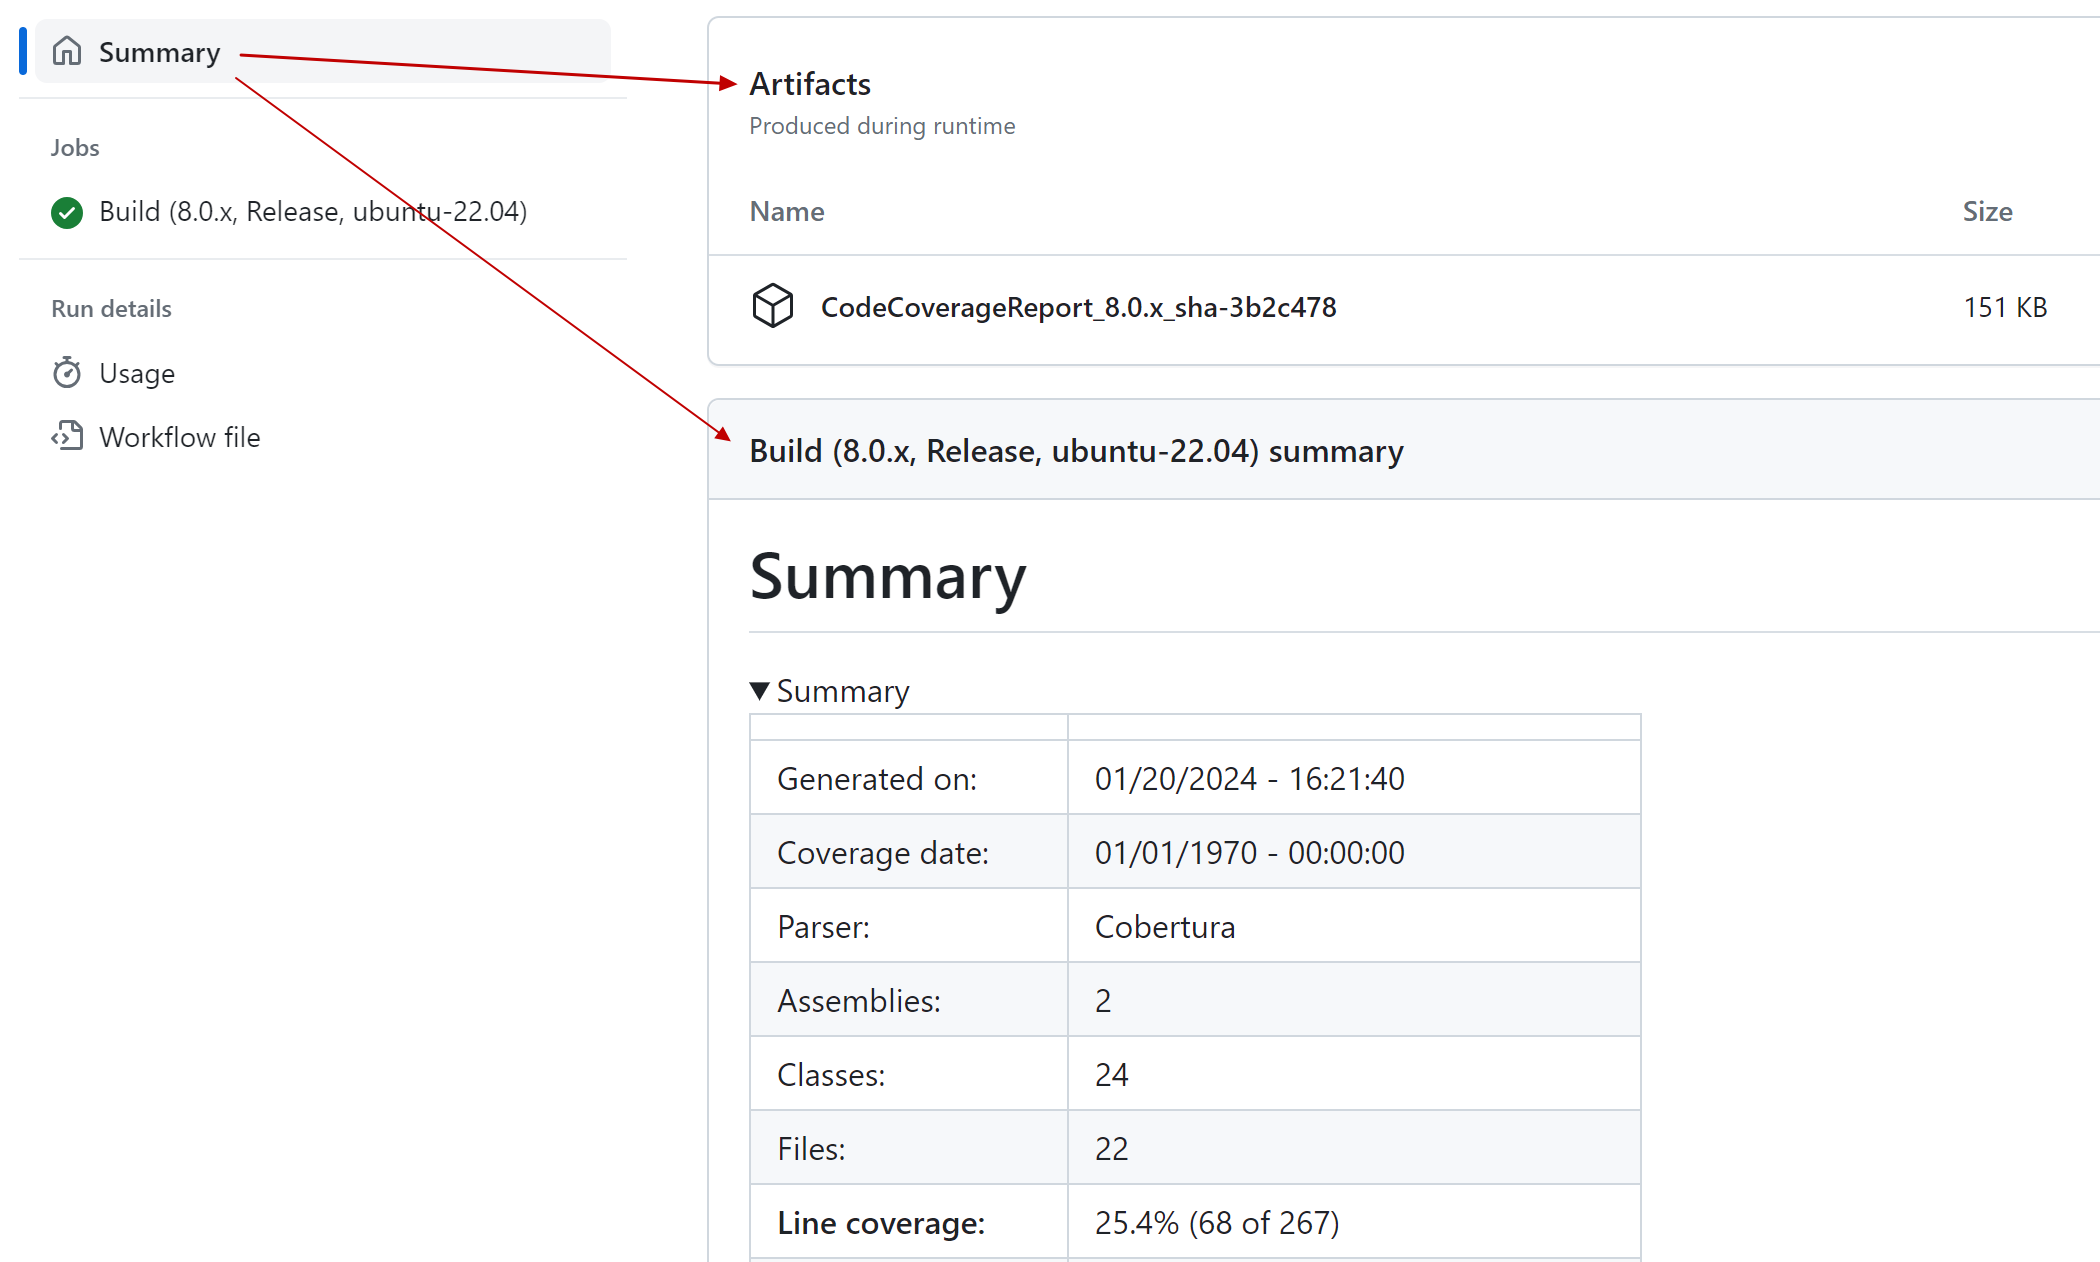 Summary
Jobs
Build (8.0.x, Release, ubuntu-22.04)
Run details
Usage
Workflow file
Artifacts
Produced during runtime
Name Size
CodeCoverageReport_8.0.x_sha-3b2c478 151 KB
Build (8.0.x, Release, ubuntu-22.04) summary
Summary
Summary
Generated on: 01/20/2024 - 16:21:40
Coverage date: 01/01/1970 - 00:00:00
Parser: Cobertura
Assemblies: 2
Classes: 24
Files: 22
Line coverage: 25.4% (68 of 267)